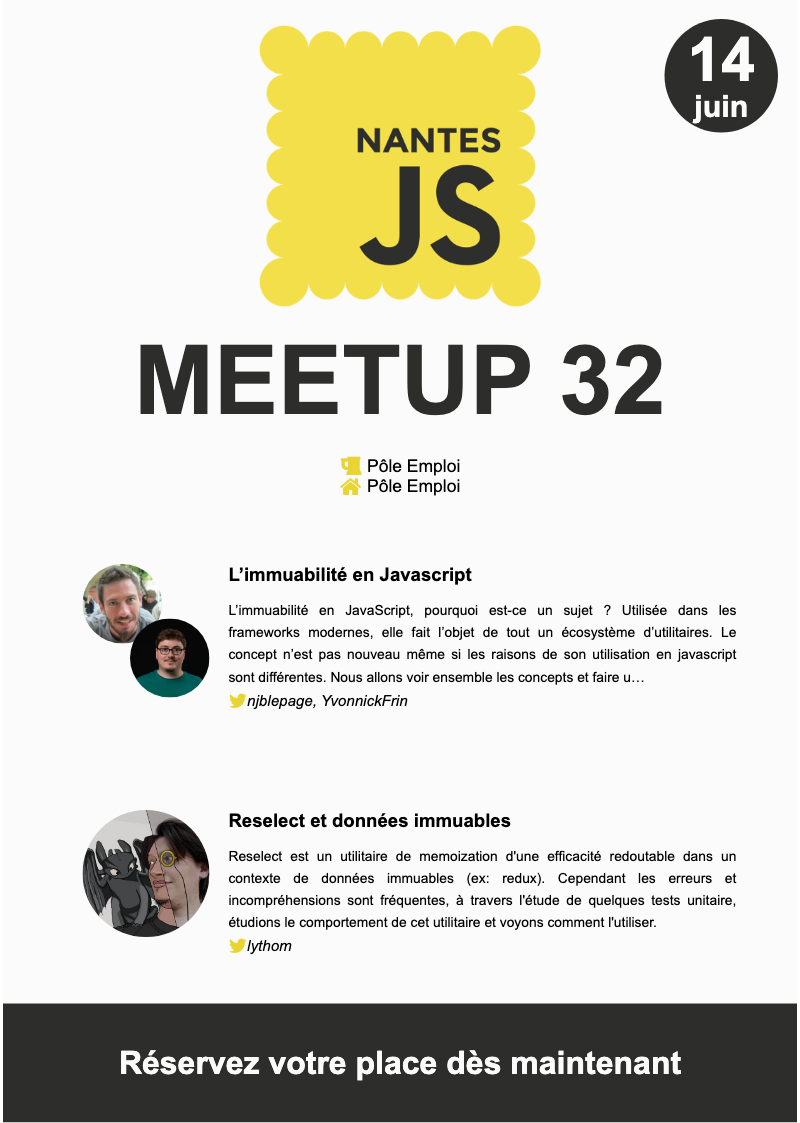 14
juin
NANTES
JS
MEETUP 32
Pôle Emploi
Pôle Emploi
L’immuabilité en Javascript
L’immuabilité en JavaScript, pourquoi est-ce un sujet ? Utilisée dans les
frameworks modernes, elle fait l’objet de tout un écosystème d’utilitaires. Le
concept n’est pas nouveau même si les raisons de son utilisation en javascript
sont différentes. Nous allons voir ensemble les concepts et faire u…
njblepage, YvonnickFrin
Reselect et données immuables
Reselect est un utilitaire de memoization d'une efficacité redoutable dans un
contexte de données immuables (ex: redux). Cependant les erreurs et
incompréhensions sont fréquentes, à travers l'étude de quelques tests unitaire,
étudions le comportement de cet utilitaire et voyons comment l'utiliser.
lythom
Réservez votre place dès maintenant